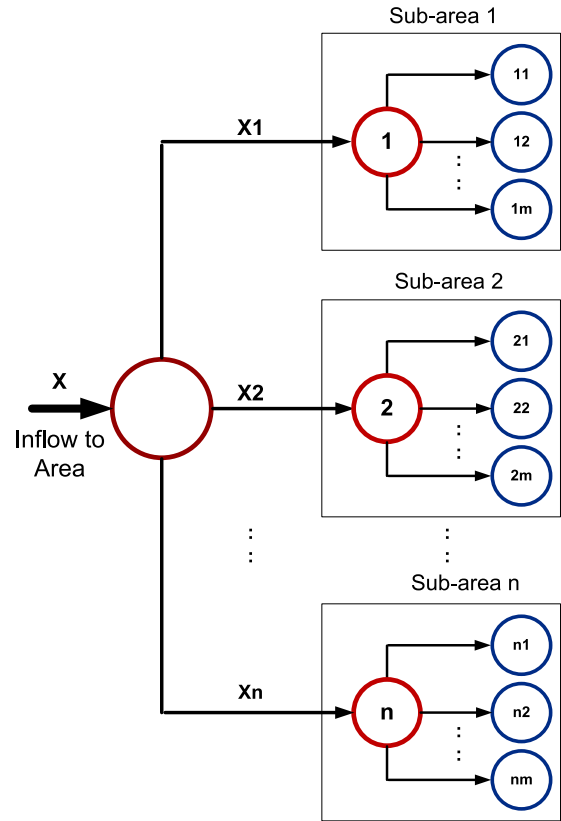 Sub-area 1
11
X1
1
12
1m
Sub-area 2
21
X
X2
2
22
Inflow to
Area
2m
Sub-area n
n1
Xn
n
n2
nm